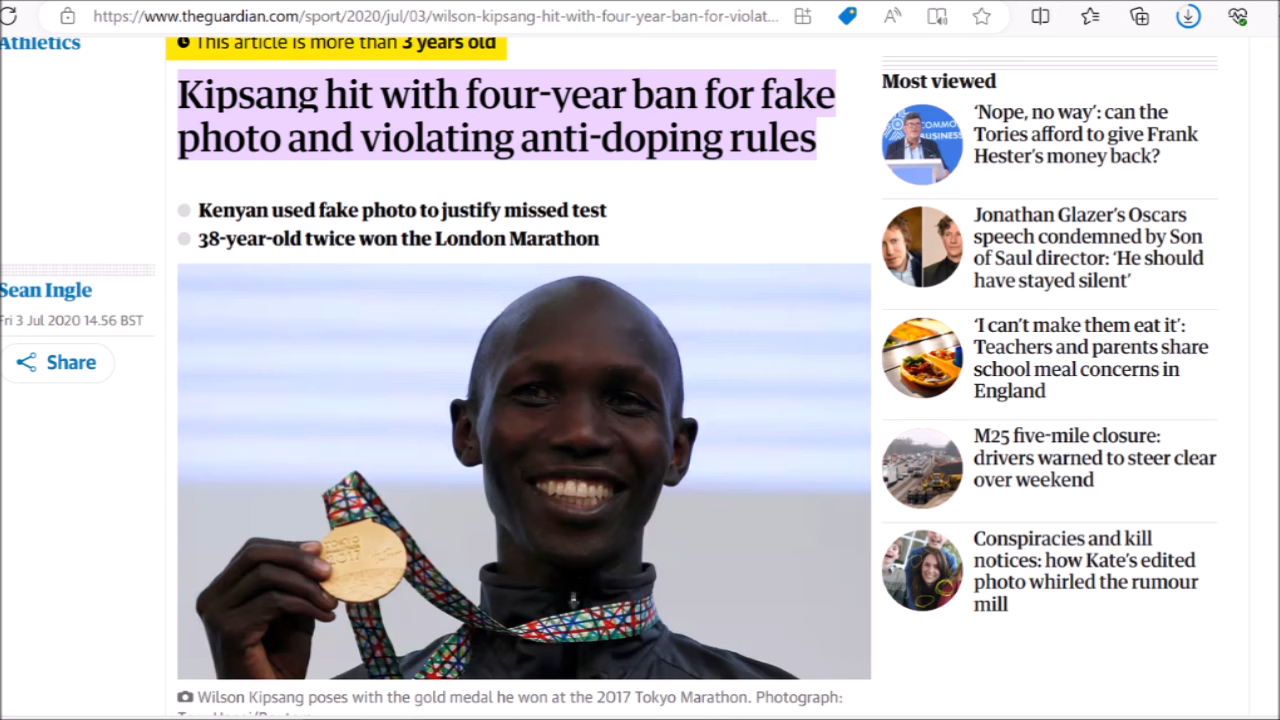 https://www.theguardian.com/sport/2020/jul/03/wilson-kipsang-hit-with-four-year-ban-for-violat...
Athletics
This article is more than 3 years old
Kipsang hit with four-year ban for fake
photo and violating anti-doping rules
Kenyan used fake photo to justify missed test
38-year-old twice won the London Marathon
Sean Ingle
Fri 3 Jul 2020 14.56 BST
Share
TOKYO
2017
Wilson Kipsang poses with the gold medal he won at the 2017 Tokyo Marathon. Photograph:
Most viewed
COMMO
BUSINESS
‘Nope, no way’: can the
Tories afford to give Frank
Hester’s money back?
Jonathan Glazer’s Oscars
speech condemned by Son
of Saul director: ‘He should
have stayed silent’
‘I can’t make them eat it’:
Teachers and parents share
school meal concerns in
England
M25 five-mile closure:
drivers warned to steer clear
over weekend
Conspiracies and kill
notices: how Kate’s edited
photo whirled the rumour
mill